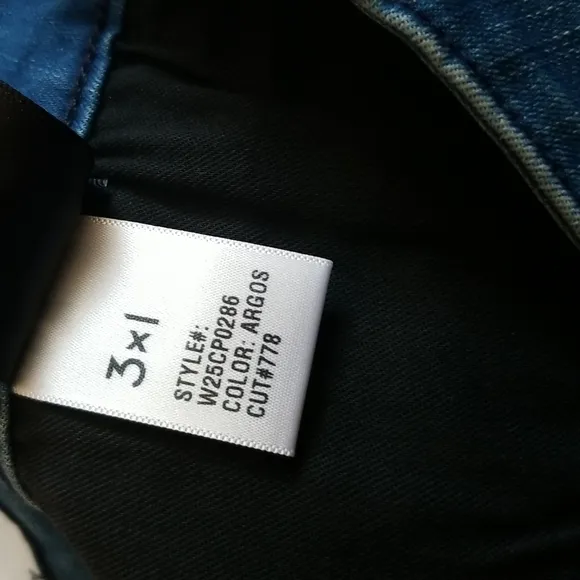 3x1
STYLE#:
W25CP0286
COLOR: ARGOS
CUT#778